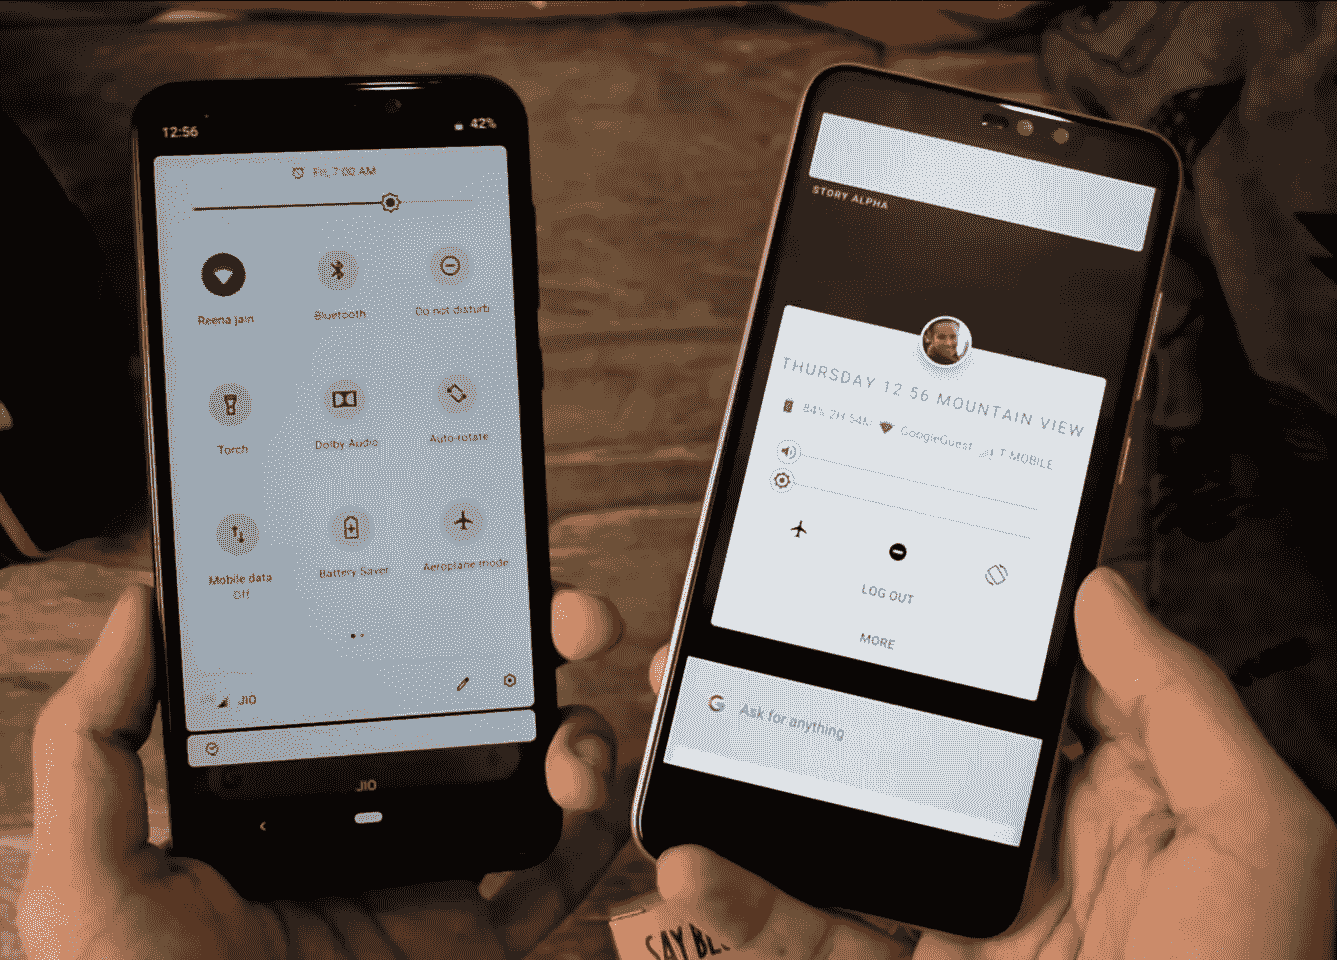 12:56
42%
Fri, 7:00 AM
Reena jain
Bluetooth
Do not disturb
Torch
Dolby Audio
Auto-rotate
Mobile data
Off
Battery Saver
Aeroplane mode
JIO
JIO
STORY ALPHA
THURSDAY 12 56 MOUNTAIN VIEW
84% 2H 54M GoogleGuest T MOBILE
LOG OUT
MORE
G Ask for anything
SAY